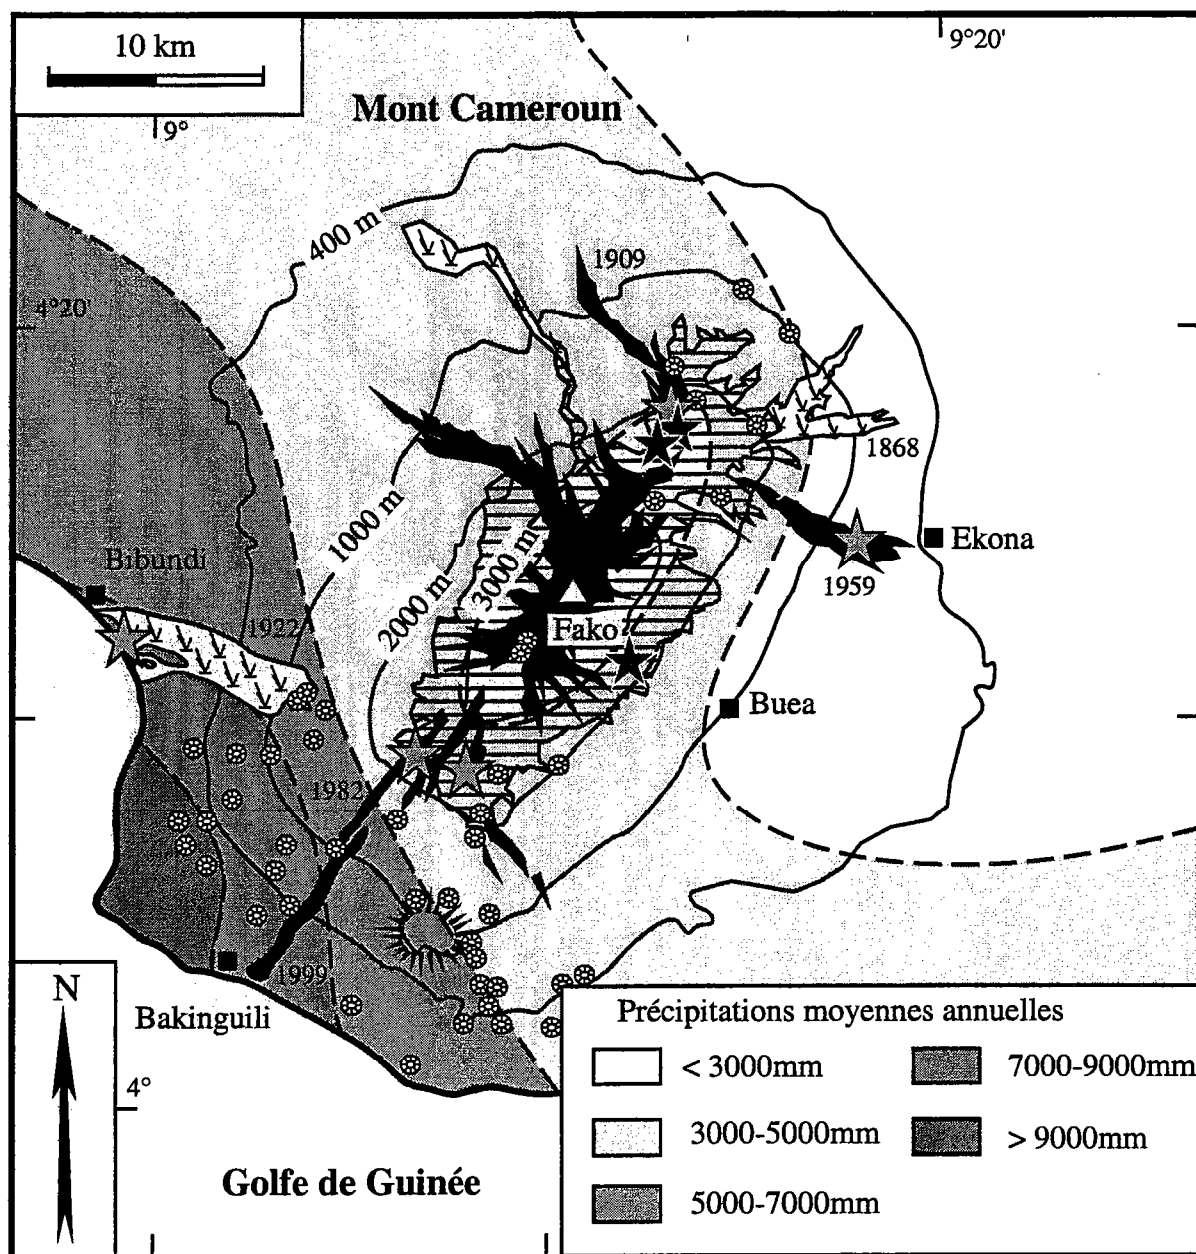 10 km
9°20'
Mont Cameroun
9°
400 m
1909
4°20'
1868
1000 m
Ekona
Bibundi
3000 m
1959
2000 m
1922
Fako
Buea
1982
1999
N
Bakinguili
4°
Golfe de Guinée
Précipitations moyennes annuelles
< 3000mm
7000-9000mm
3000-5000mm
> 9000mm
5000-7000mm